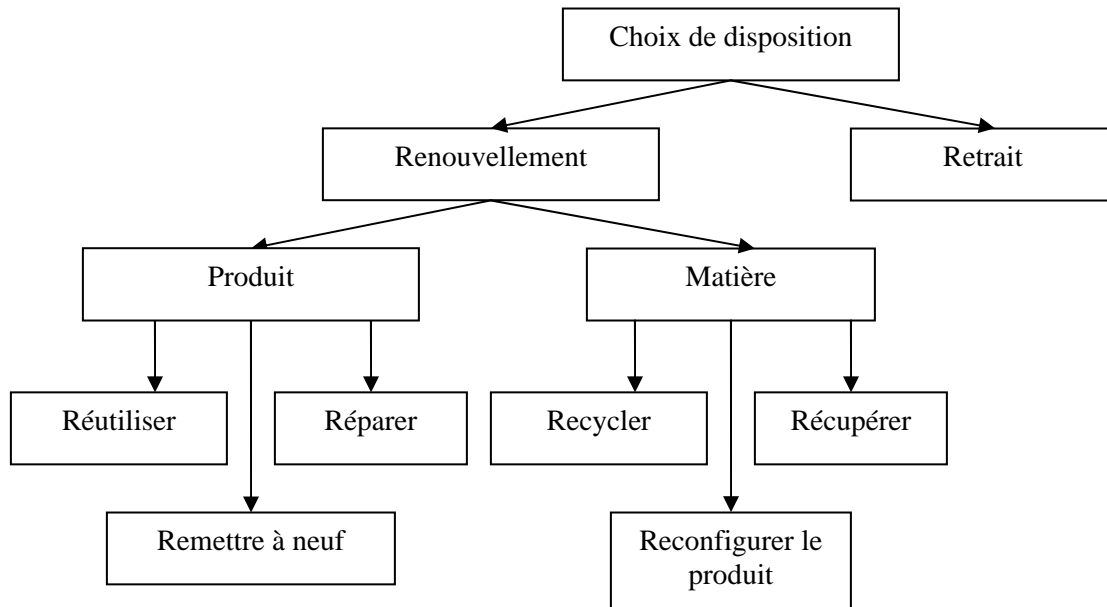 Choix de disposition
Renouvellement
Retrait
Produit
Matière
Réutiliser
Réparer
Recycler
Récupérer
Remettre à neuf
Reconfigurer le
produit